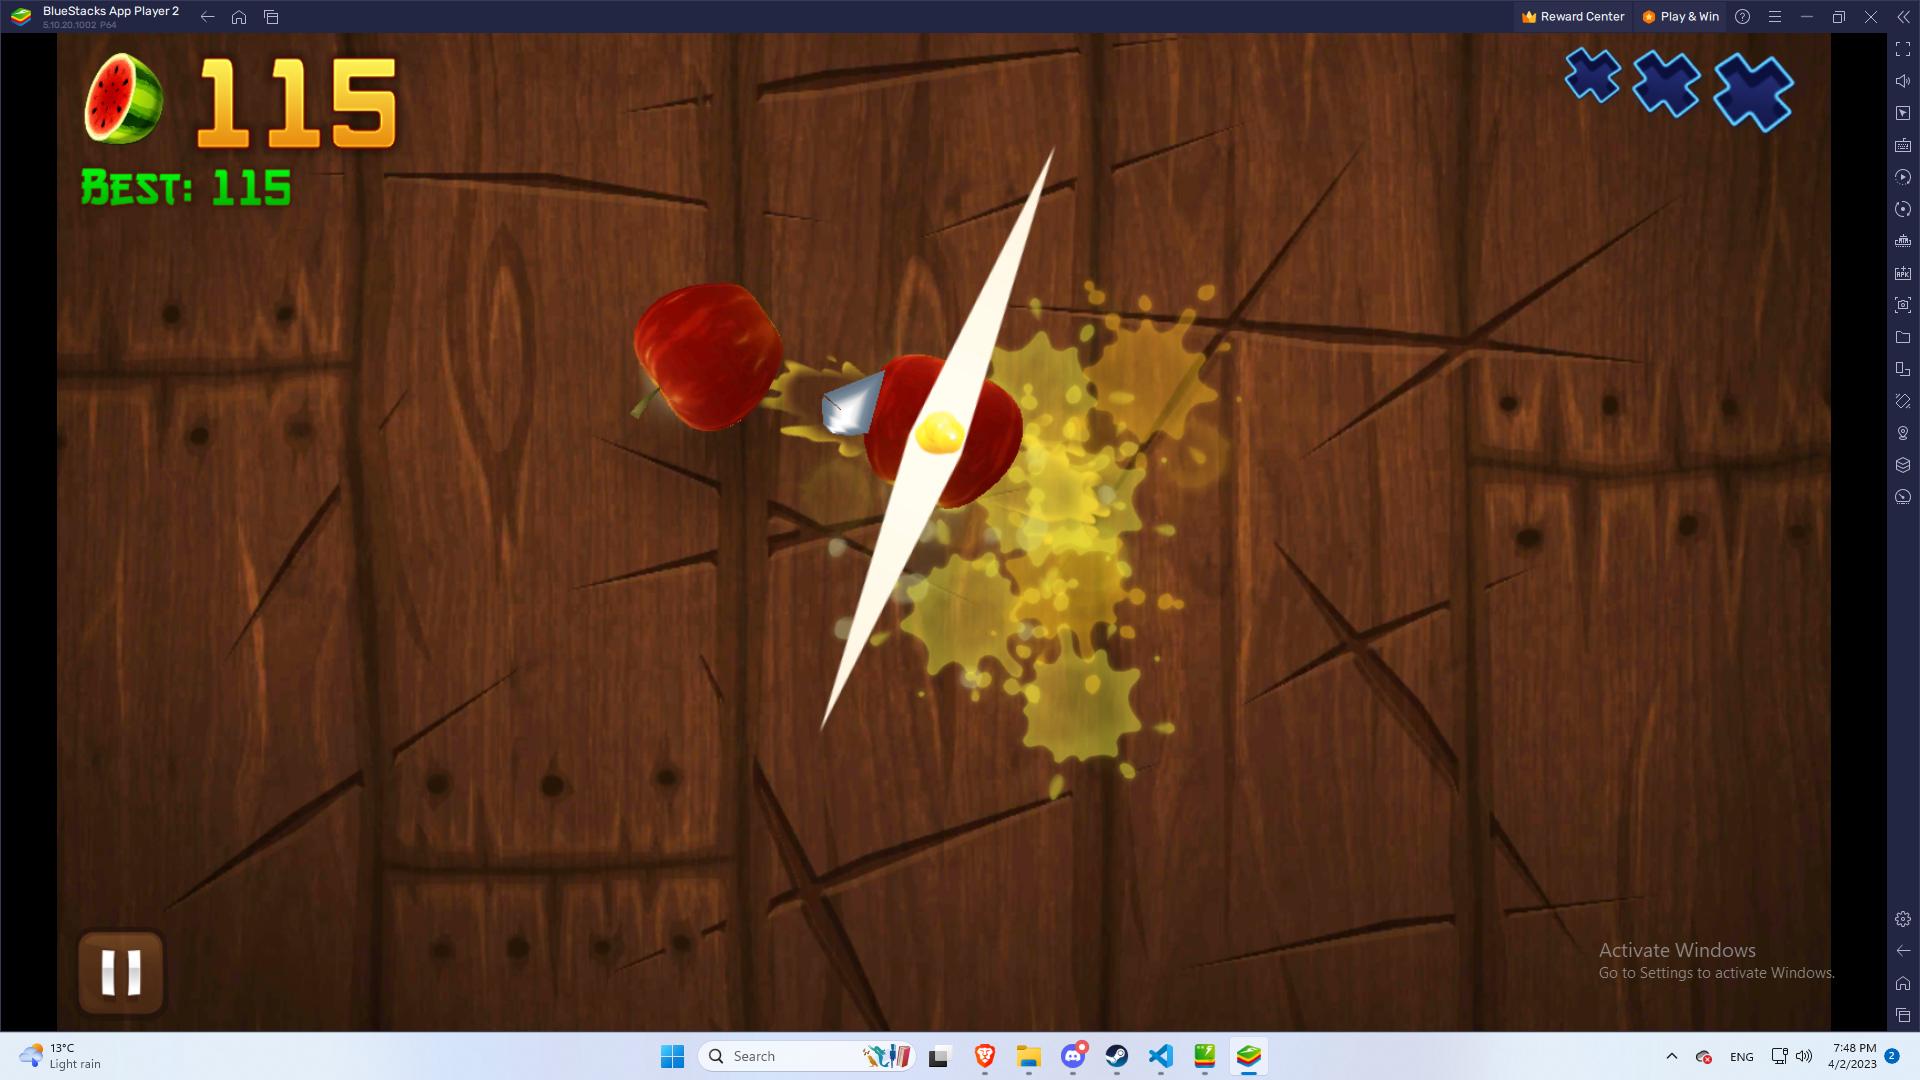 BlueStacks App Player 2
5.10.20.1002 P64
Reward Center
Play & Win
115
BEST: 115
APK
Activate Windows
Go to Settings to activate Windows.
13°C
Light rain
Search
ENG
7:48 PM
4/2/2023
2